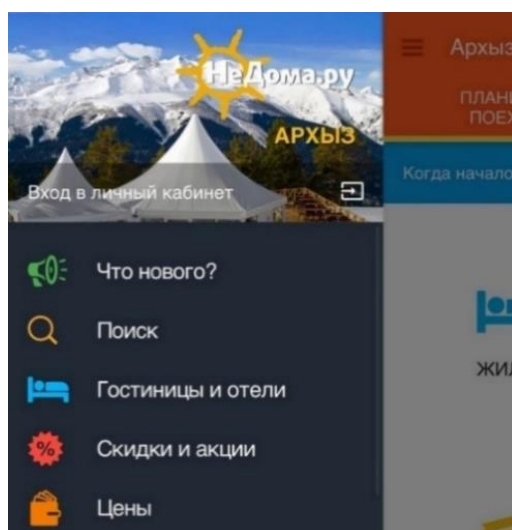 НеДома.ру
АРХЫЗ
Вход в личный кабинет
Что нового?
Поиск
Гостиницы и отели
Скидки и акции
Цены
Архыз
Когда начало